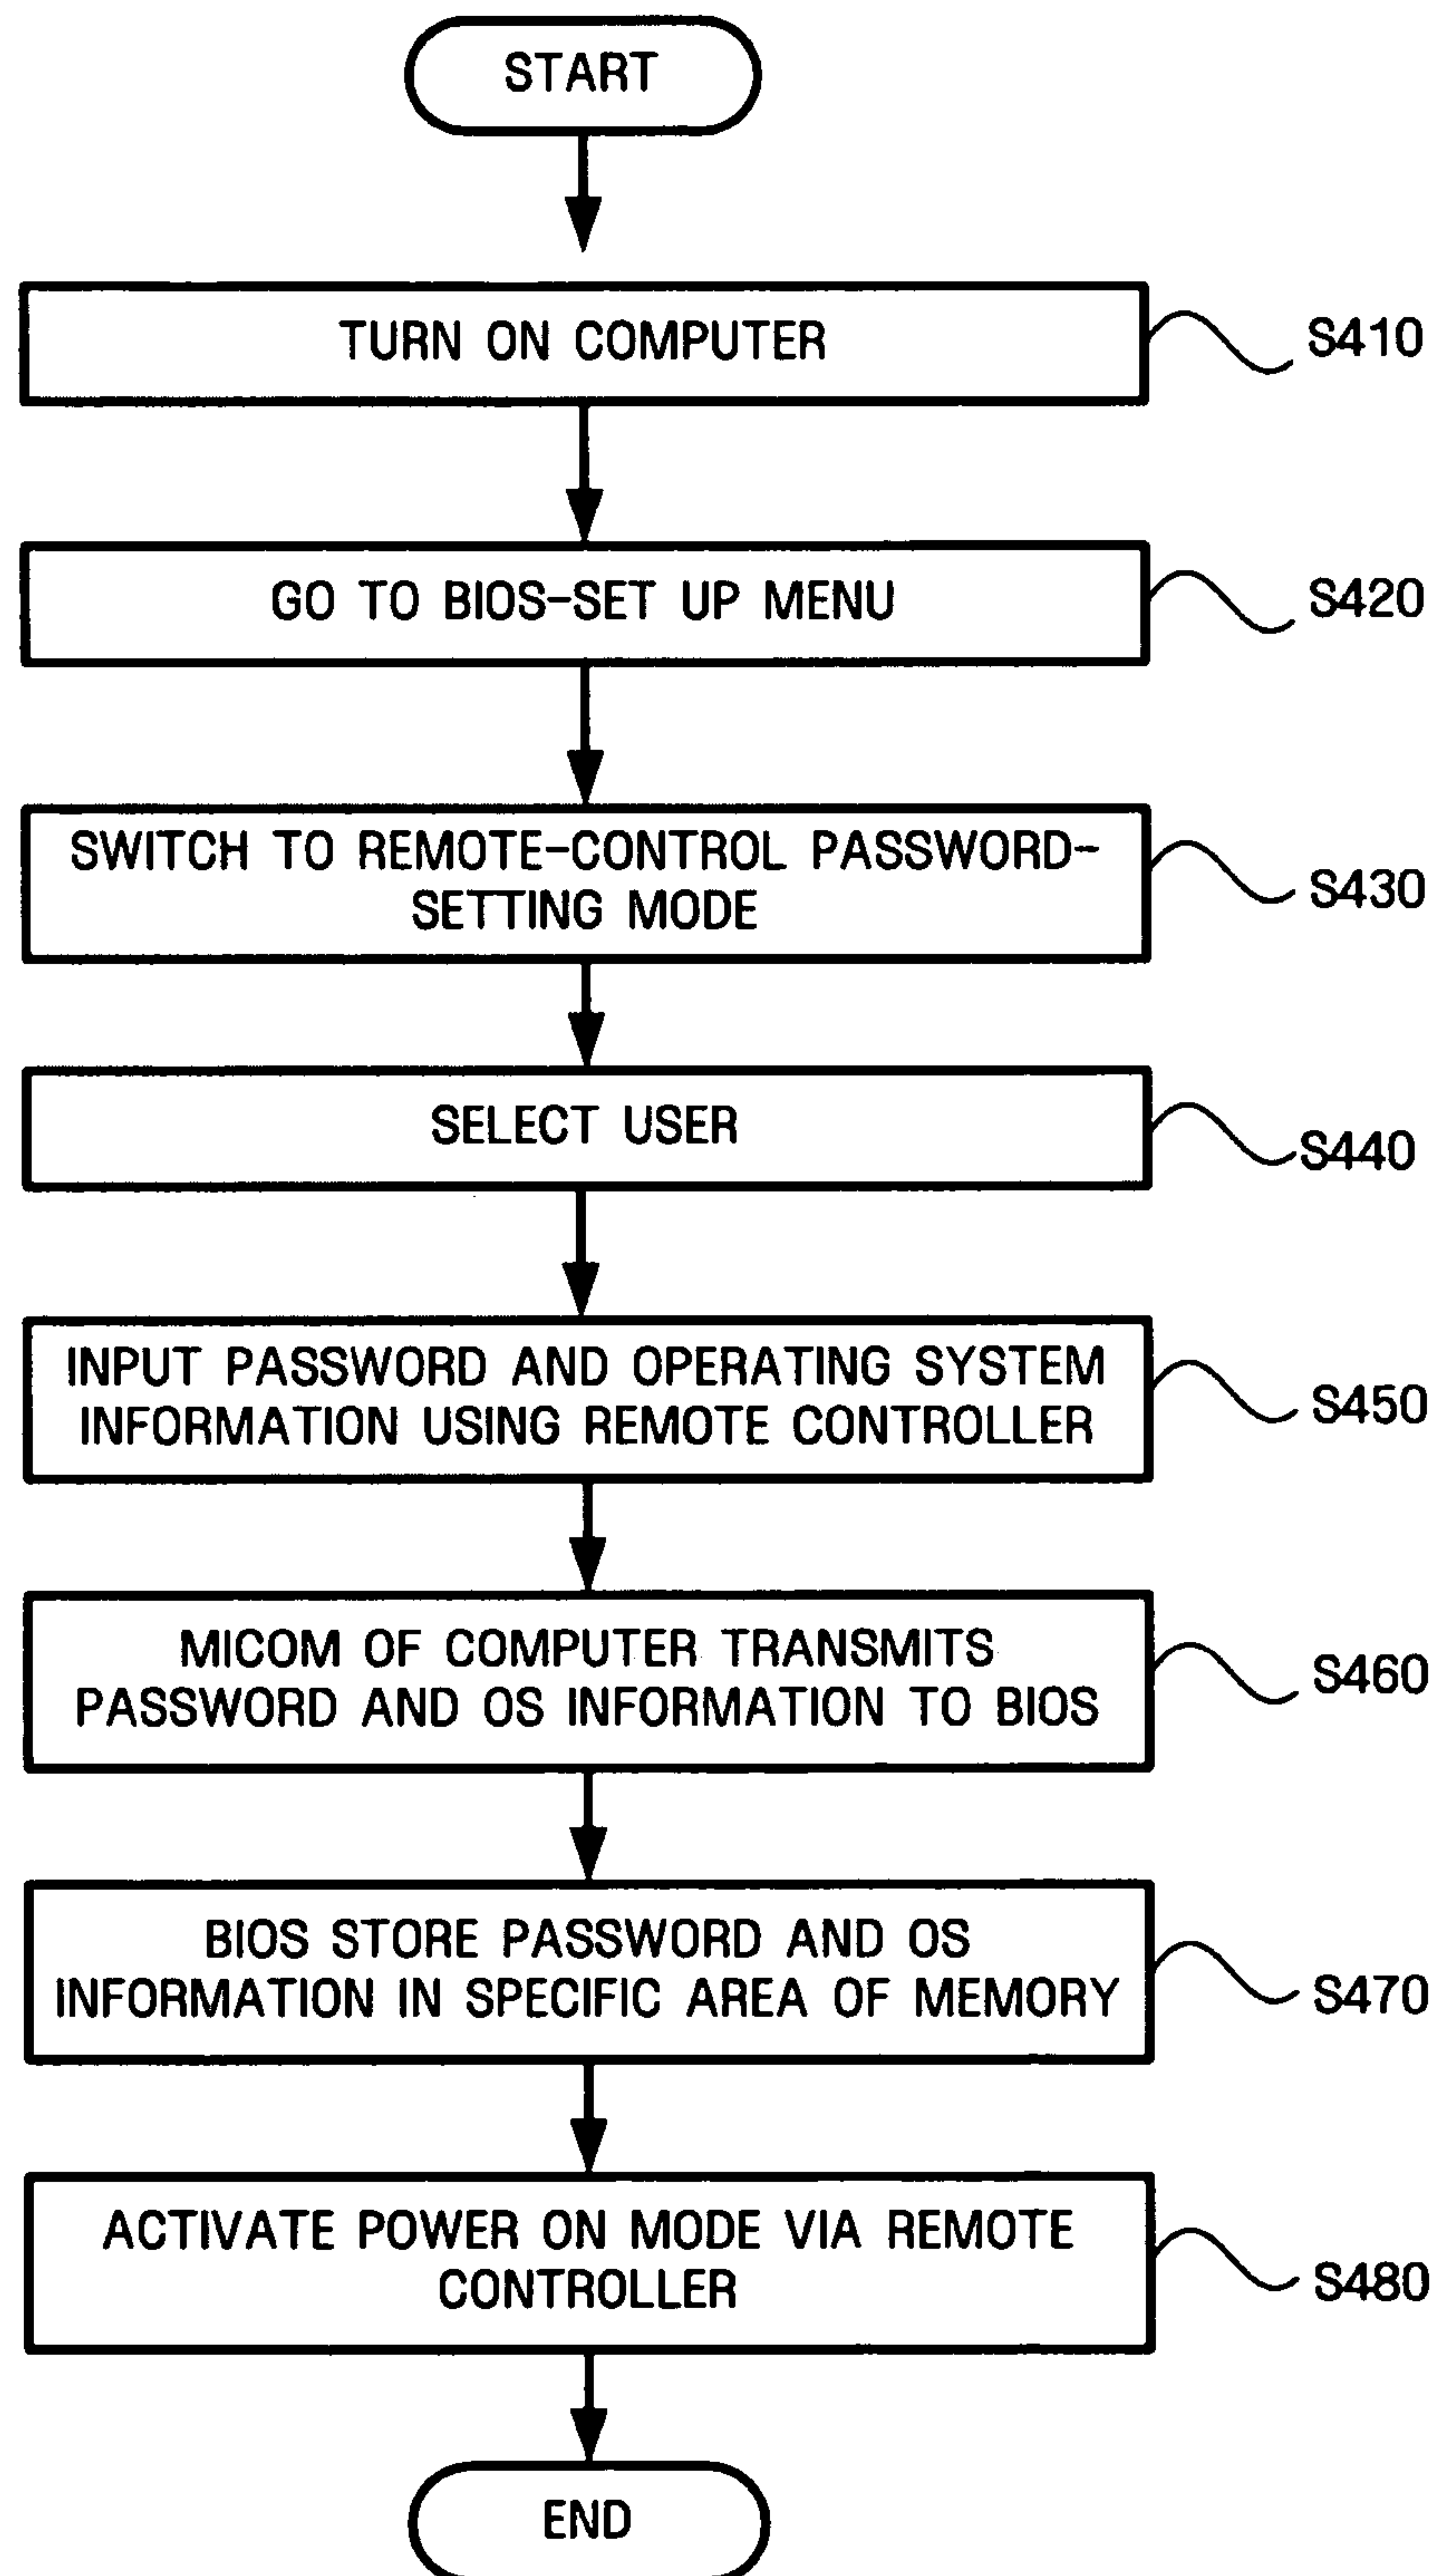 START
TURN ON COMPUTER
S410
GO TO BIOS-SET UP MENU
S420
SWITCH TO REMOTE-CONTROL PASSWORD-
SETTING MODE
S430
SELECT USER
S440
INPUT PASSWORD AND OPERATING SYSTEM
INFORMATION USING REMOTE CONTROLLER
S450
MICOM OF COMPUTER TRANSMITS
PASSWORD AND OS INFORMATION TO BIOS
S460
BIOS STORE PASSWORD AND OS
INFORMATION IN SPECIFIC AREA OF MEMORY
S470
ACTIVATE POWER ON MODE VIA REMOTE
CONTROLLER
S480
END